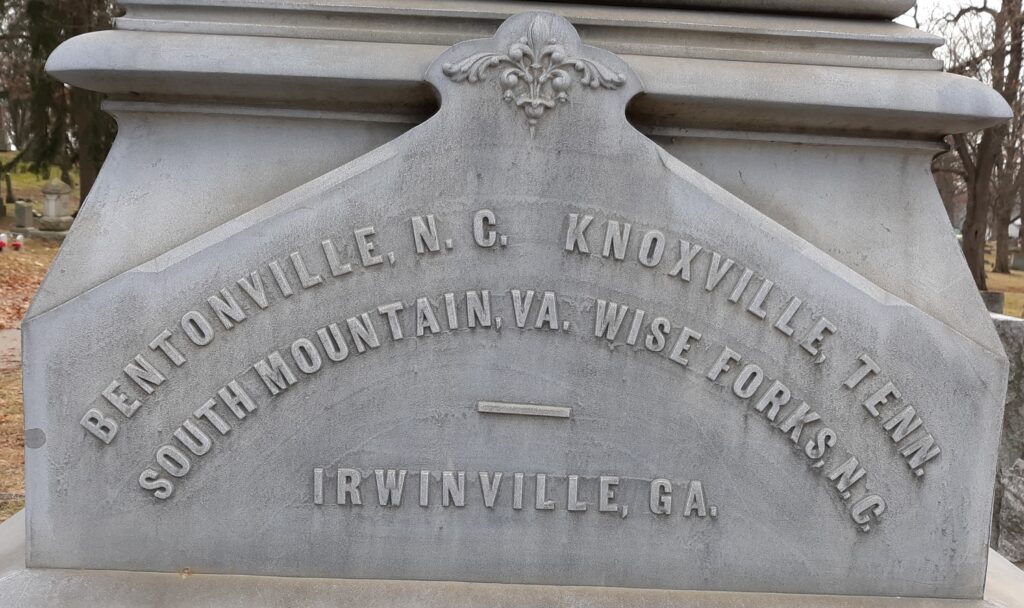 BENTONVILLE, N. C. KNOXVILLE, TENN.
SOUTH MOUNTAIN, VA. WISE FORKS, N. C.
IRWINVILLE, GA.